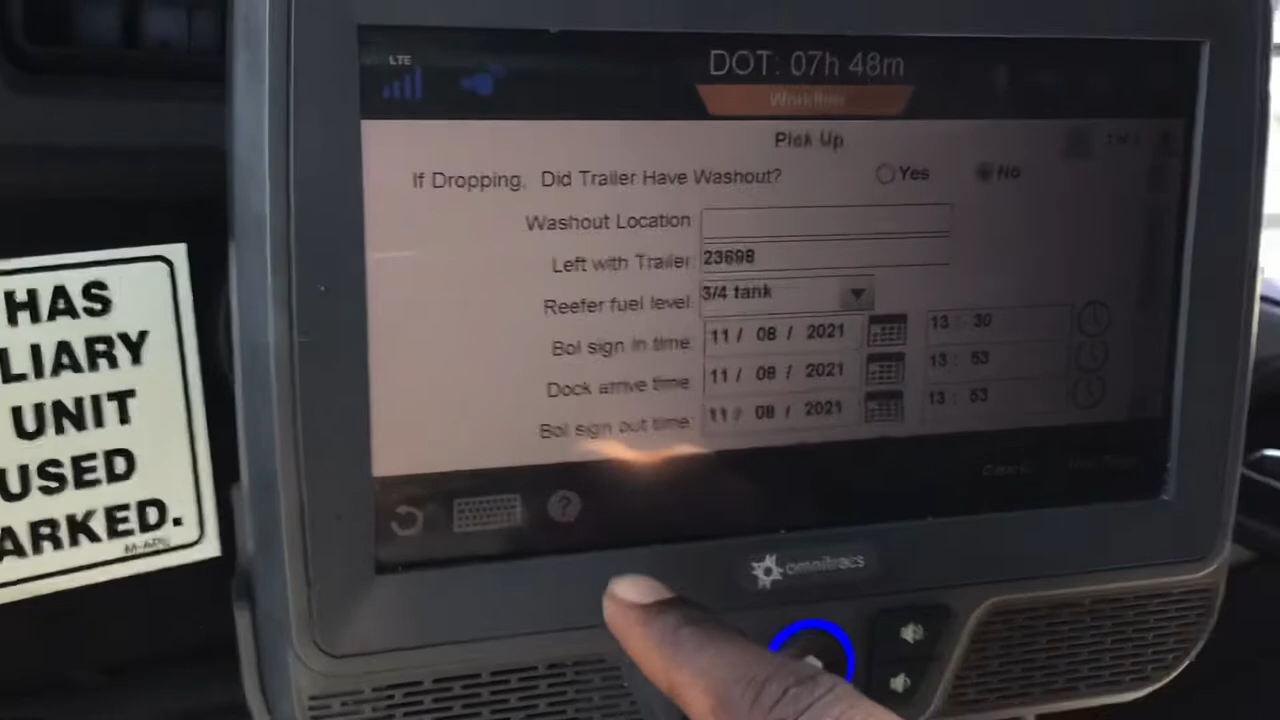 LTE
DOT: 07h 48m
Workflow
Pick Up
If Dropping, Did Trailer Have Washout? Yes No
Washout Location
Left with Trailer: 23698
Reefer fuel level: 3/4 tank
Bol sign in time: 11 / 08 / 2021 13 : 30
Dock arrive time: 11 / 08 / 2021 13 : 53
Bol sign out time: 11 / 08 / 2021 13 : 53
Cancel
?
omnitracs
HAS
LIARY
UNIT
USED
ARKED.
M-APU